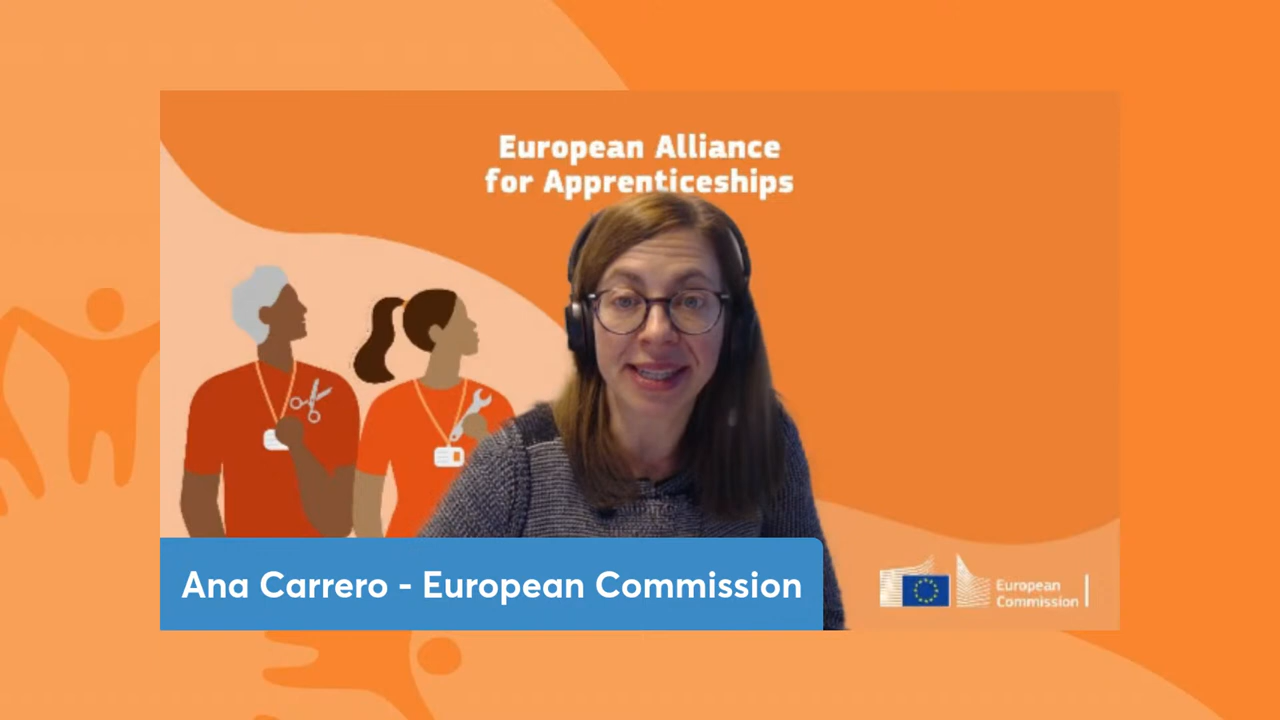 European Alliance
for Apprenticeships
Ana Carrero - European Commission
European
Commission